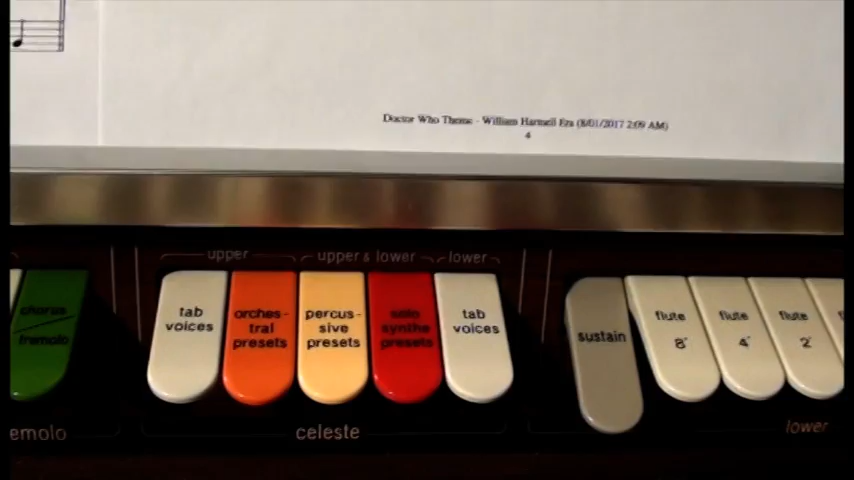 Doctor Who Theme - William Hartnell Era (8/01/2017 2:09 AM)
4
upper
upper & lower
lower
chorus
tremolo
tab
voices
orches-
tral
presets
percus-
sive
presets
solo
synthe
presets
tab
voices
sustain
flute
8'
flute
4'
flute
2'
emolo
celeste
lower